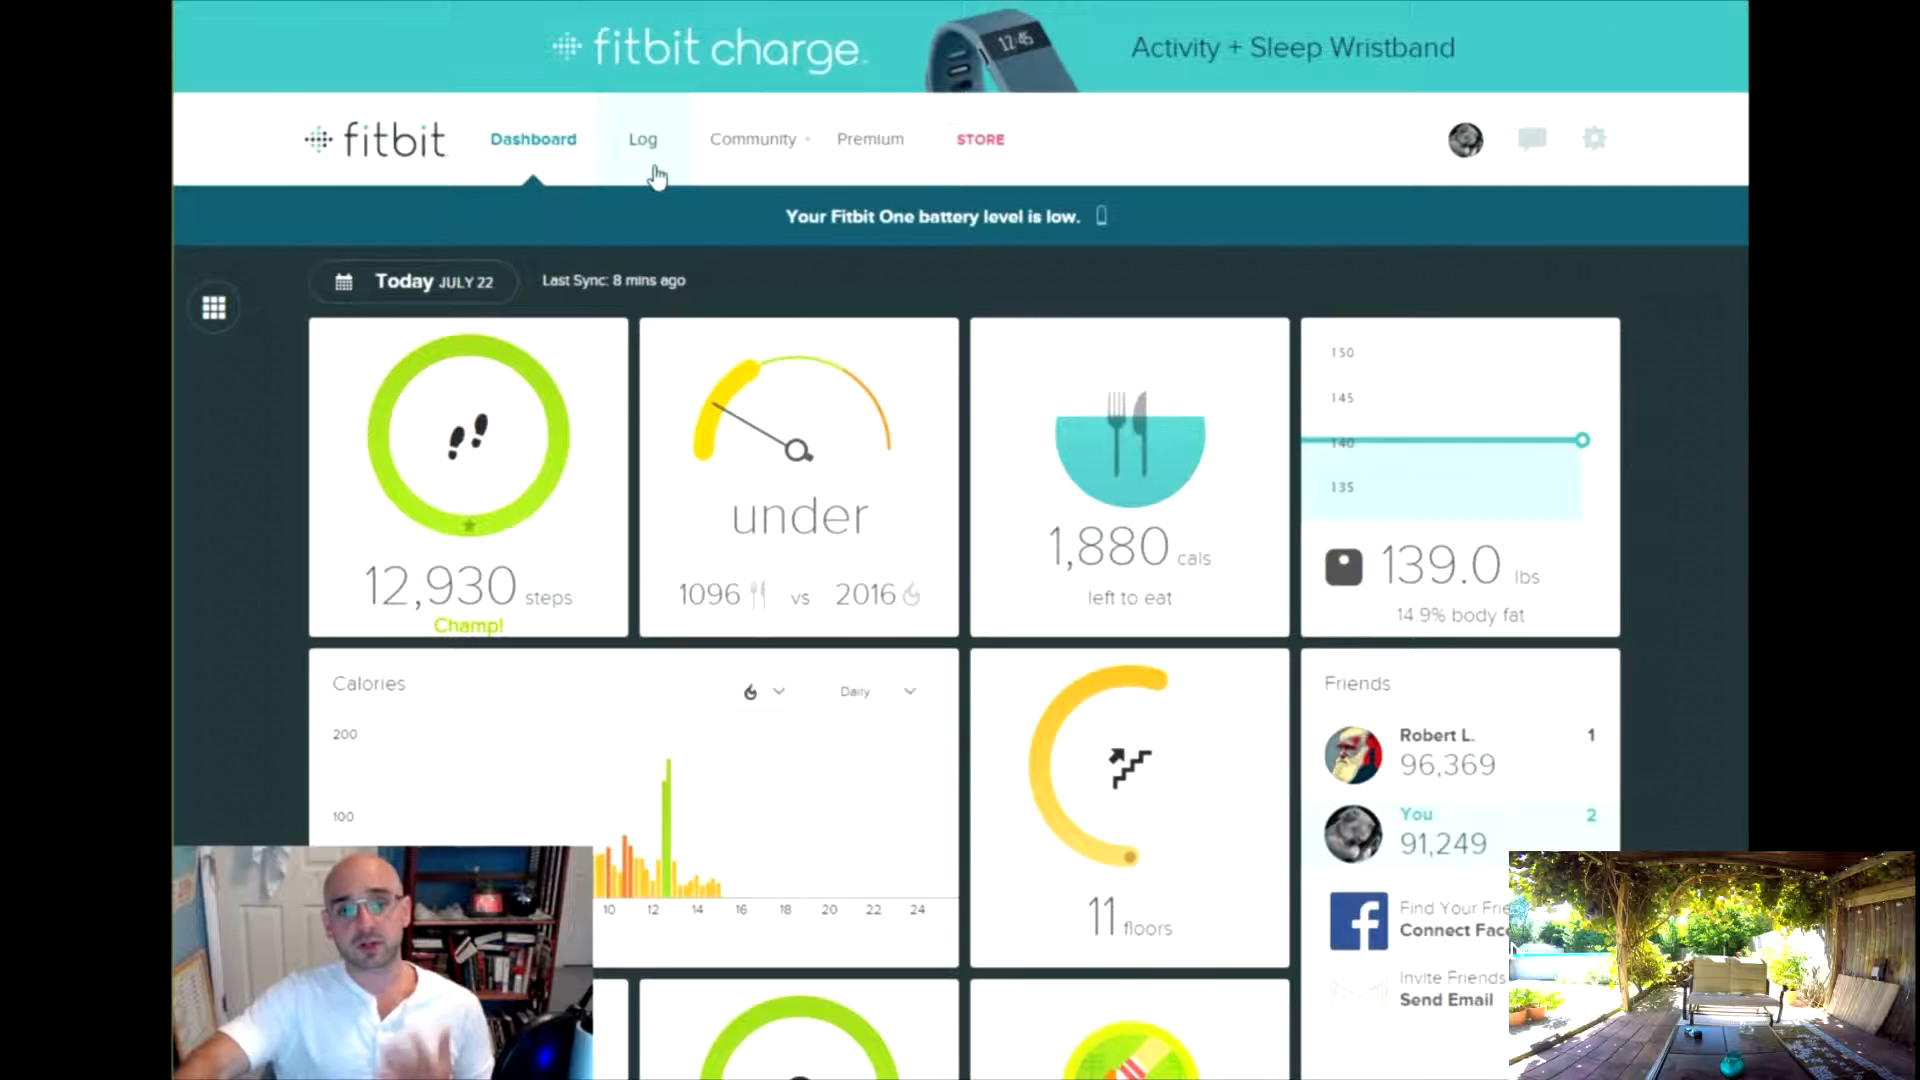 fitbit charge
12:45
Activity + Sleep Wristband
fitbit
Dashboard
Log
Community
Premium
STORE
Your Fitbit One battery level is low.
Today JULY 22
Last Sync: 8 mins ago
12,930 steps
Champ!
under
1096 vs 2016
1,880 cals
left to eat
150
145
140
135
139.0 lbs
14.9% body fat
Calories
Daily
200
100
10 12 14 16 18 20 22 24
11 floors
Friends
Robert L. 1
96,369
You 2
91,249
Find Your Frie
Connect Face
Invite Friends
Send Email